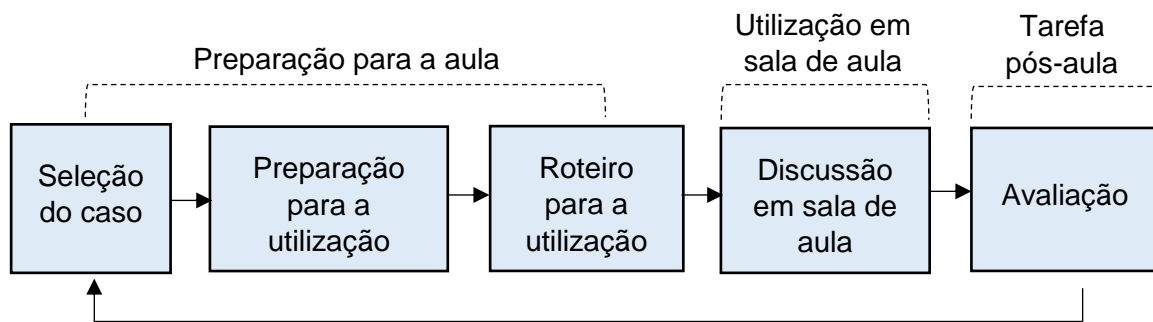 Preparação para a aula
Utilização em
sala de aula
Tarefa
pós-aula
Seleção
do caso
Preparação
para a
utilização
Roteiro
para a
utilização
Discussão
em sala de
aula
Avaliação